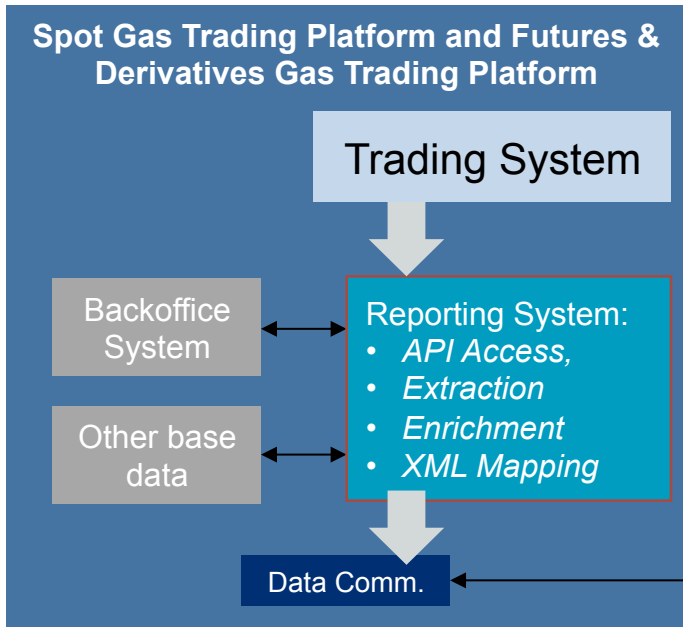 Spot Gas Trading Platform and Futures &
Derivatives Gas Trading Platform
Trading System
Backoffice
System
Reporting System:
• API Access,
• Extraction
• Enrichment
• XML Mapping
Other base
data
Data Comm.